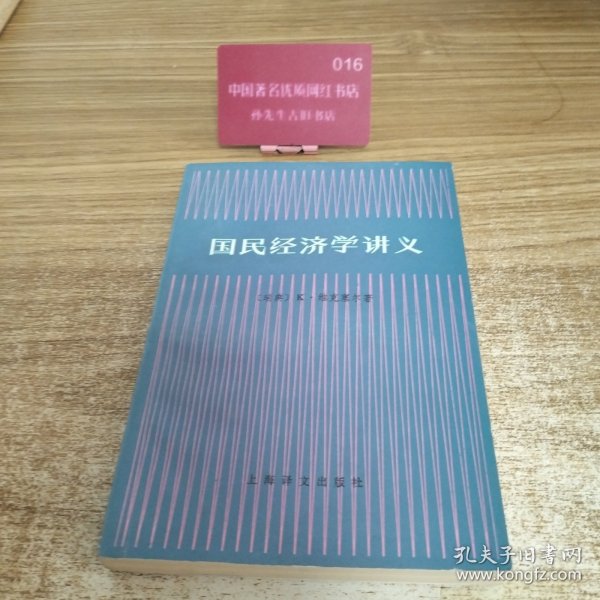 016
中国著名优质网红书店
孙先生古旧书店
国民经济学讲义
〔瑞典〕K·维克塞尔著
上海译文出版社
孔夫子旧书网
www.kongfz.com